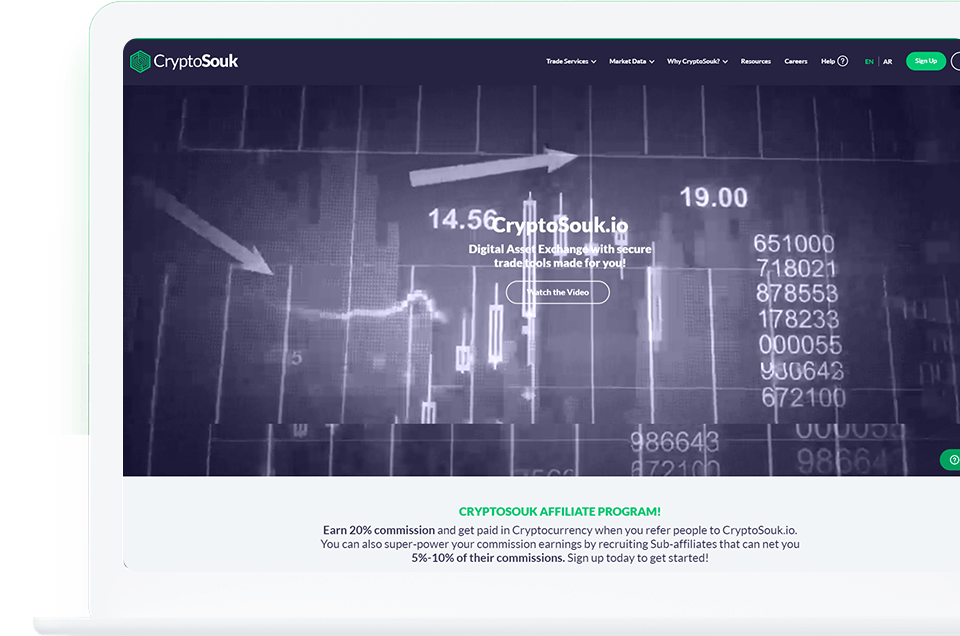 CryptoSouk
Trade Services
Market Data
Why CryptoSouk?
Resources
Careers
Help ?
EN | AR
Sign Up
14.56
19.00
CryptoSouk.io
Digital Asset Exchange with secure
trade tools made for you!
Watch the Video
651000
718021
878553
178233
000055
930643
672100
5
986643
672100
?
CRYPTOSOUK AFFILIATE PROGRAM!
Earn 20% commission and get paid in Cryptocurrency when you refer people to CryptoSouk.io.
You can also super-power your commission earnings by recruiting Sub-affiliates that can net you
5%-10% of their commissions. Sign up today to get started!